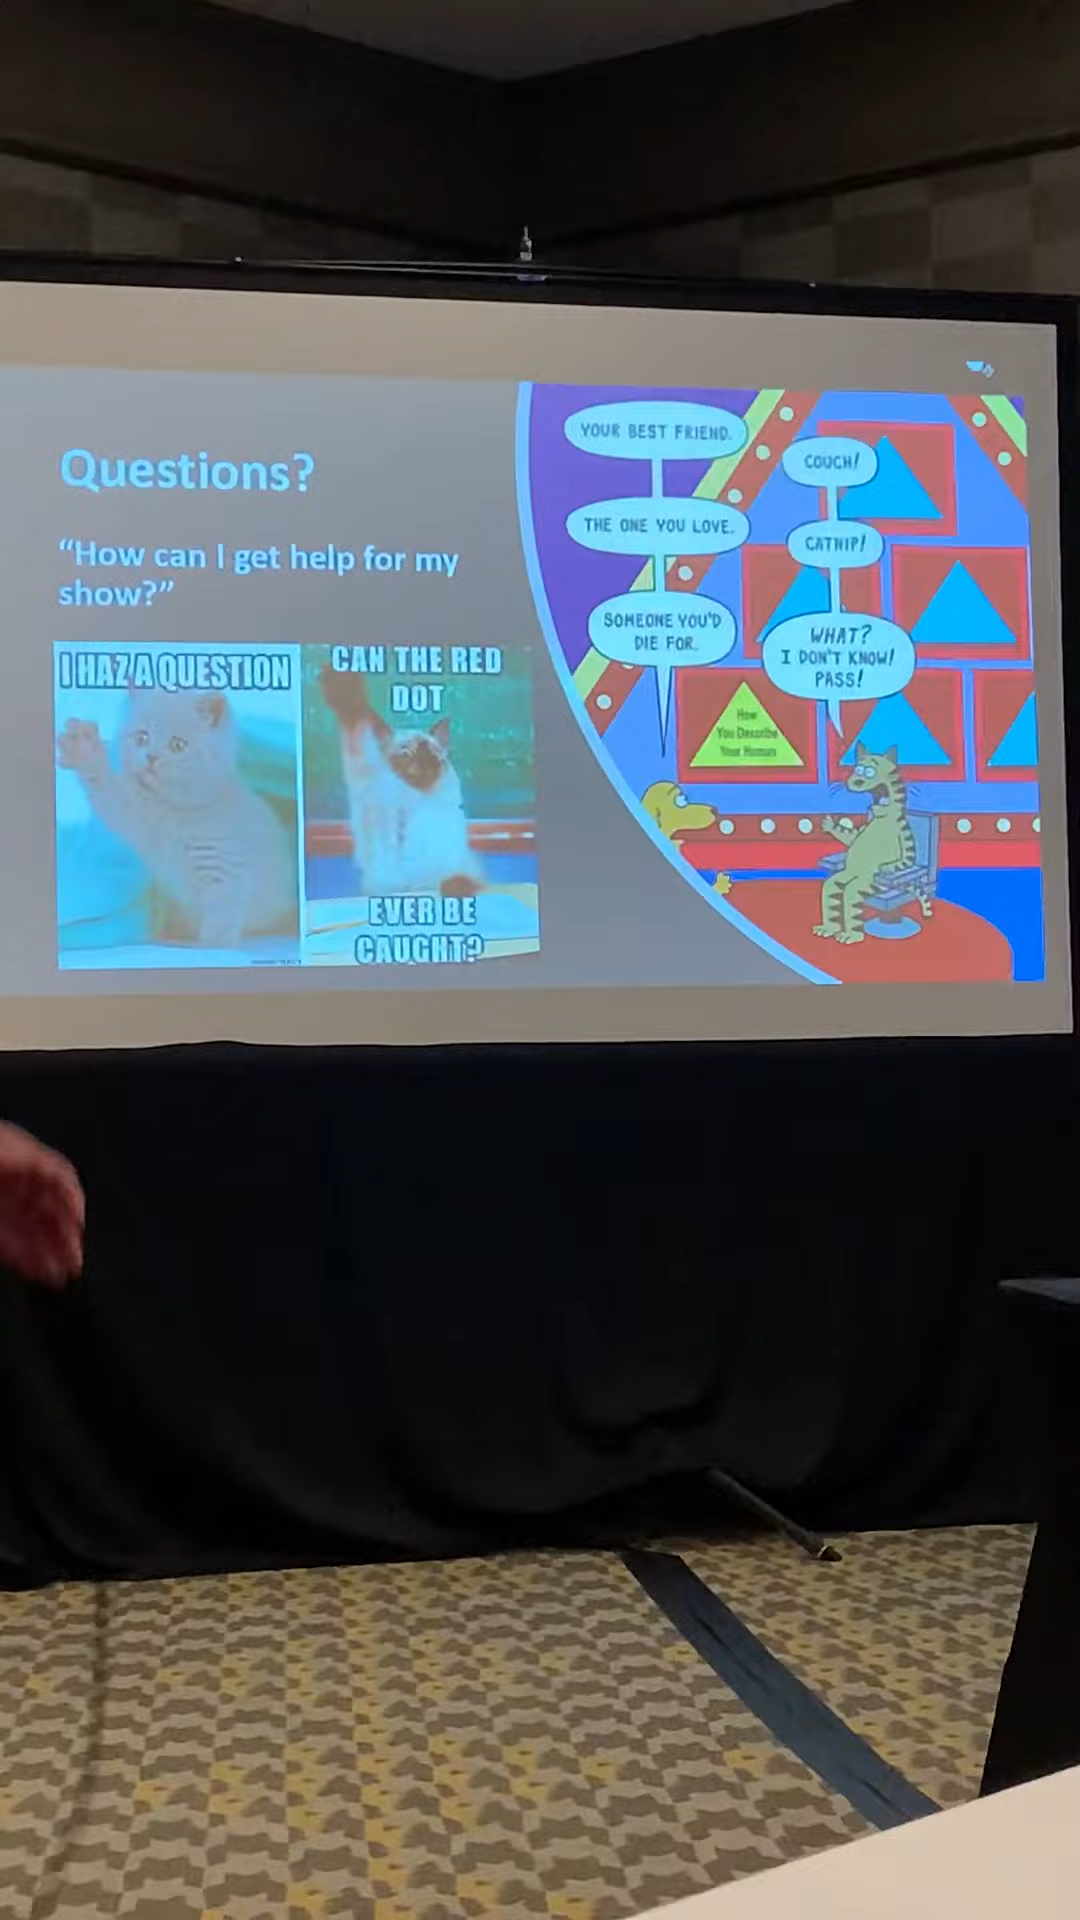 Questions?
“How can I get help for my
show?”
I HAZ A QUESTION
CAN THE RED
DOT
EVER BE
CAUGHT?
YOUR BEST FRIEND.
THE ONE YOU LOVE.
SOMEONE YOU'D
DIE FOR.
COUCH!
CATNIP!
WHAT?
I DON'T KNOW!
PASS!
How
You Describe
Your Human